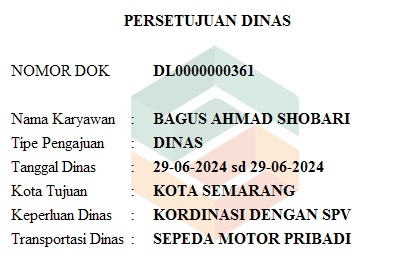 PERSETUJUAN DINAS
NOMOR DOK DL0000000361
Nama Karyawan : BAGUS AHMAD SHOBARI
Tipe Pengajuan : DINAS
Tanggal Dinas : 29-06-2024 sd 29-06-2024
Kota Tujuan : KOTA SEMARANG
Keperluan Dinas : KORDINASI DENGAN SPV
Transportasi Dinas : SEPEDA MOTOR PRIBADI